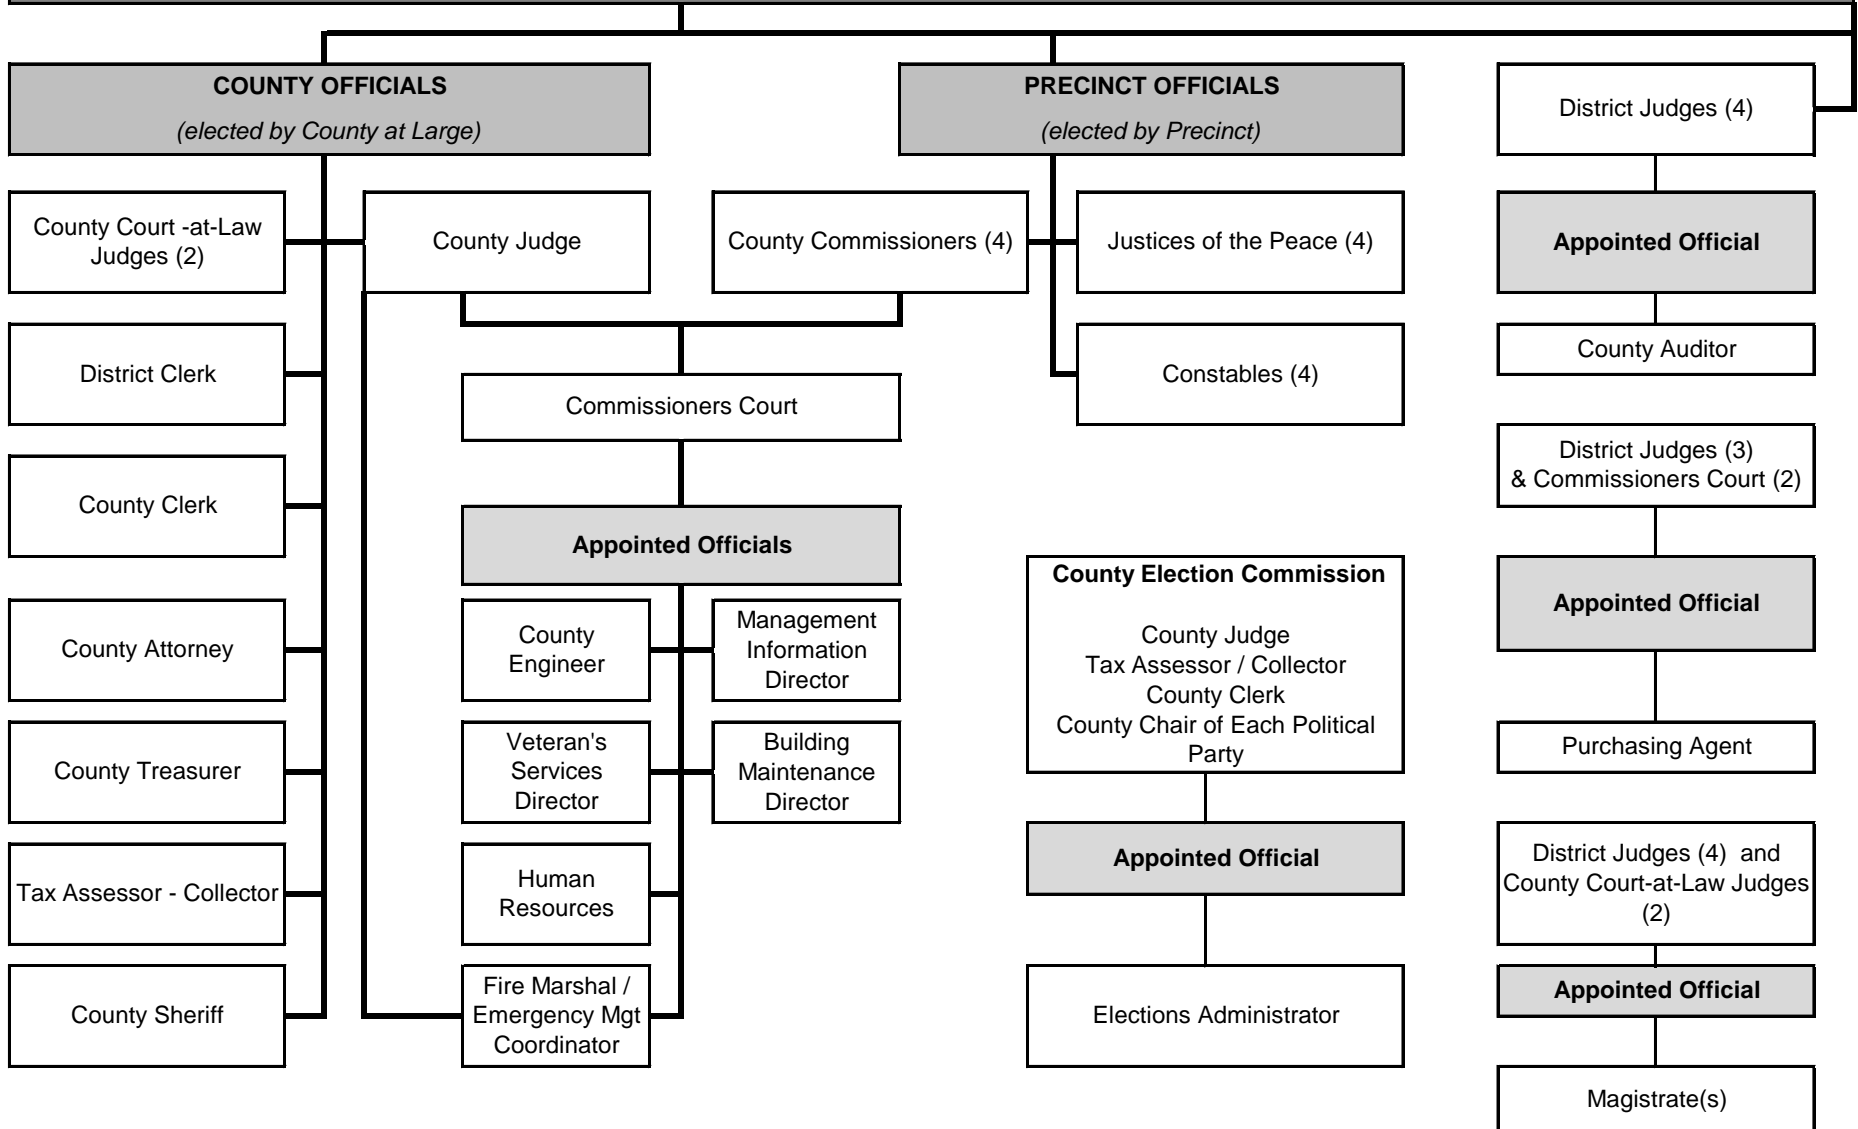 COUNTY OFFICIALS
(elected by County at Large)
PRECINCT OFFICIALS
(elected by Precinct)
District Judges (4)
County Court -at-Law
Judges (2)
County Judge
County Commissioners (4)
Justices of the Peace (4)
Appointed Official
District Clerk
Commissioners Court
Constables (4)
County Auditor
County Clerk
Appointed Officials
District Judges (3)
& Commissioners Court (2)
County Attorney
County
Engineer
Management
Information
Director
County Election Commission
County Judge
Tax Assessor / Collector
County Clerk
County Chair of Each Political
Party
Appointed Official
County Treasurer
Veteran's
Services
Director
Building
Maintenance
Director
Purchasing Agent
Tax Assessor - Collector
Human
Resources
Appointed Official
District Judges (4)  and
County Court-at-Law Judges
(2)
County Sheriff
Fire Marshal /
Emergency Mgt
Coordinator
Elections Administrator
Appointed Official
Magistrate(s)